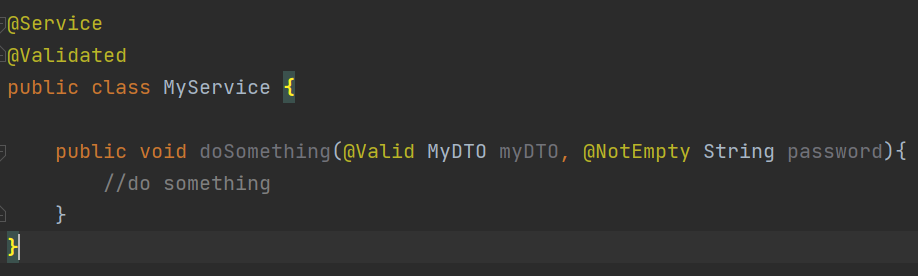 @Service
@Validated
public class MyService {
public void doSomething(@Valid MyDTO myDTO, @NotEmpty String password){
//do something
}
}